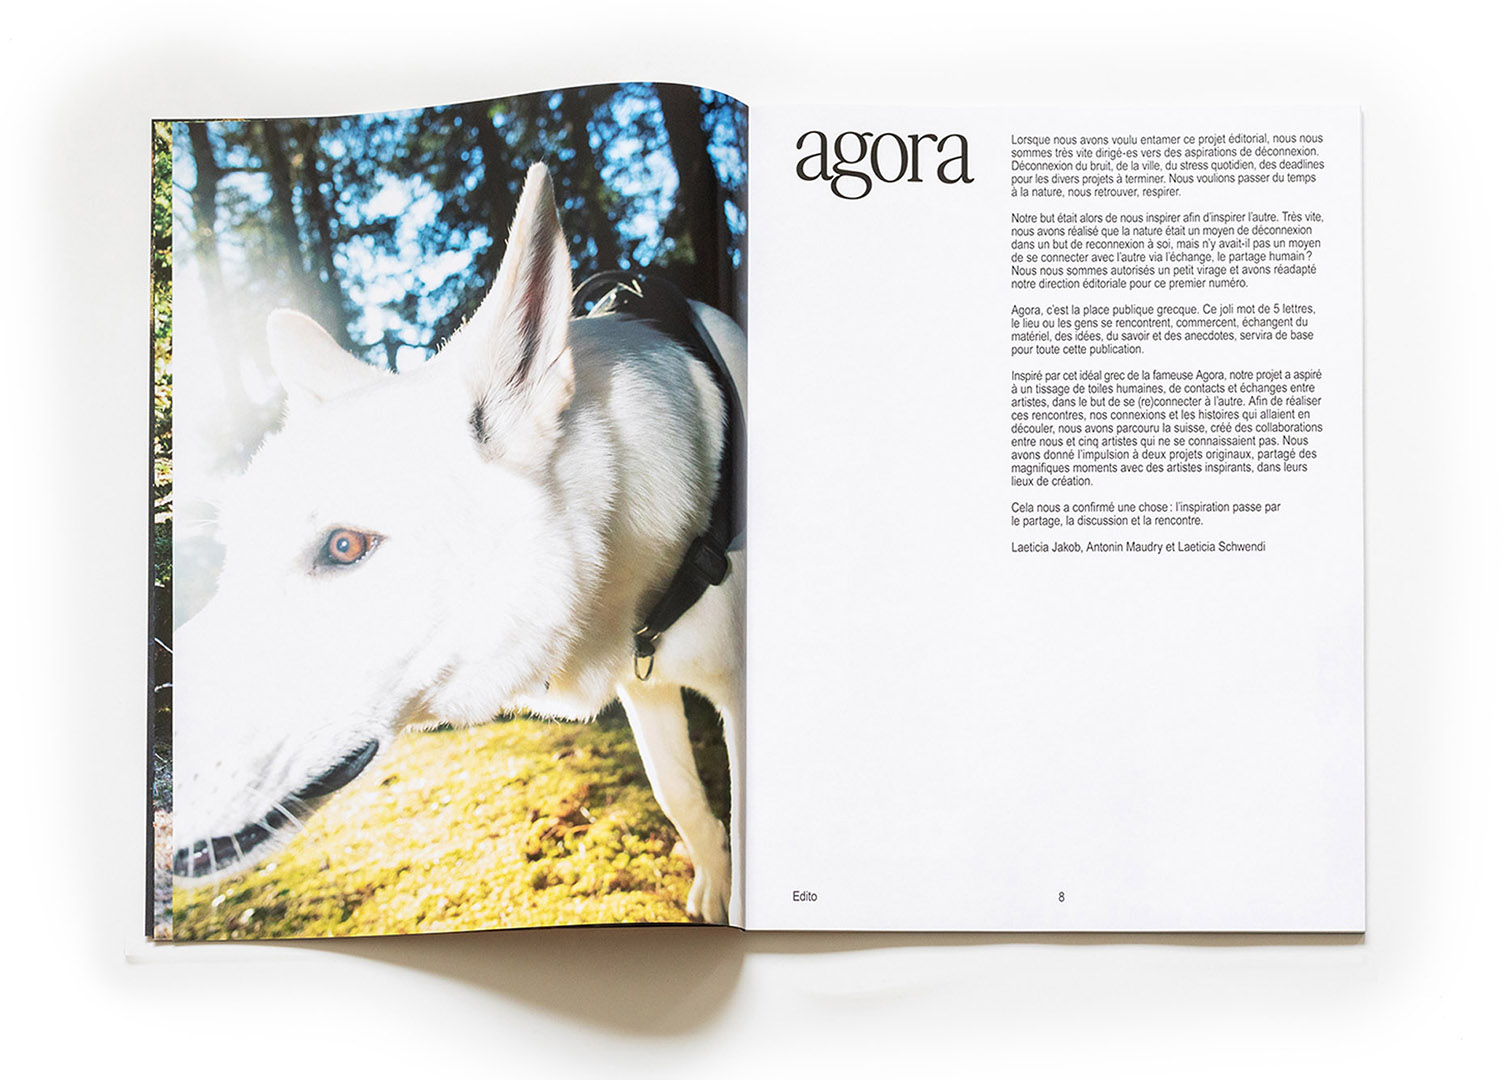 agora
Lorsque nous avons voulu entamer ce projet éditorial, nous nous
sommes très vite dirigé-es vers des aspirations de déconnexion.
Déconnexion du bruit, de la ville, du stress quotidien, des deadlines
pour les divers projets à terminer. Nous voulions passer du temps
à la nature, nous retrouver, respirer.
Notre but était alors de nous inspirer afin d'inspirer l'autre. Très vite,
nous avons réalisé que la nature était un moyen de déconnexion
dans un but de reconnexion à soi, mais n'y avait-il pas un moyen
de se connecter avec l'autre via l'échange, le partage humain ?
Nous nous sommes autorisés un petit virage et avons réadapté
notre direction éditoriale pour ce premier numéro.
Agora, c'est la place publique grecque. Ce joli mot de 5 lettres,
le lieu ou les gens se rencontrent, commercent, échangent du
matériel, des idées, du savoir et des anecdotes, servira de base
pour toute cette publication.
Inspiré par cet idéal grec de la fameuse Agora, notre projet a aspiré
à un tissage de toiles humaines, de contacts et échanges entre
artistes, dans le but de se (re)connecter à l'autre. Afin de réaliser
ces rencontres, nos connexions et les histoires qui allaient en
découler, nous avons parcouru la suisse, créé des collaborations
entre nous et cinq artistes qui ne se connaissaient pas. Nous
avons donné l'impulsion à deux projets originaux, partagé des
magnifiques moments avec des artistes inspirants, dans leurs
lieux de création.
Cela nous a confirmé une chose : l'inspiration passe par
le partage, la discussion et la rencontre.
Laeticia Jakob, Antonin Maudry et Laeticia Schwendi
Edito
8